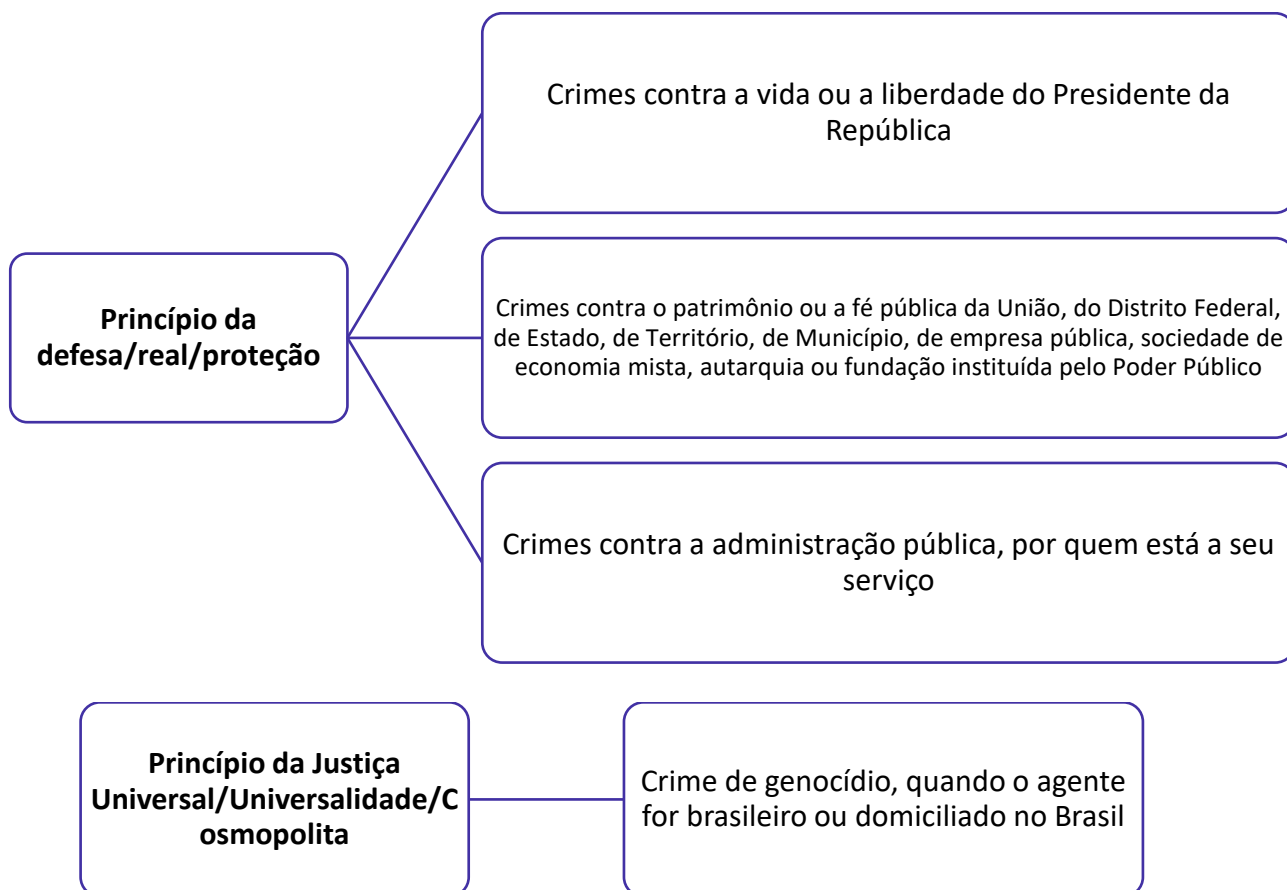 Crimes contra a vida ou a liberdade do Presidente da
República
Princípio da
defesa/real/proteção
Crimes contra o patrimônio ou a fé pública da União, do Distrito Federal,
de Estado, de Território, de Município, de empresa pública, sociedade de
economia mista, autarquia ou fundação instituída pelo Poder Público
Crimes contra a administração pública, por quem está a seu
serviço
Princípio da Justiça
Universal/Universalidade/C
osmopolita
Crime de genocídio, quando o agente
for brasileiro ou domiciliado no Brasil